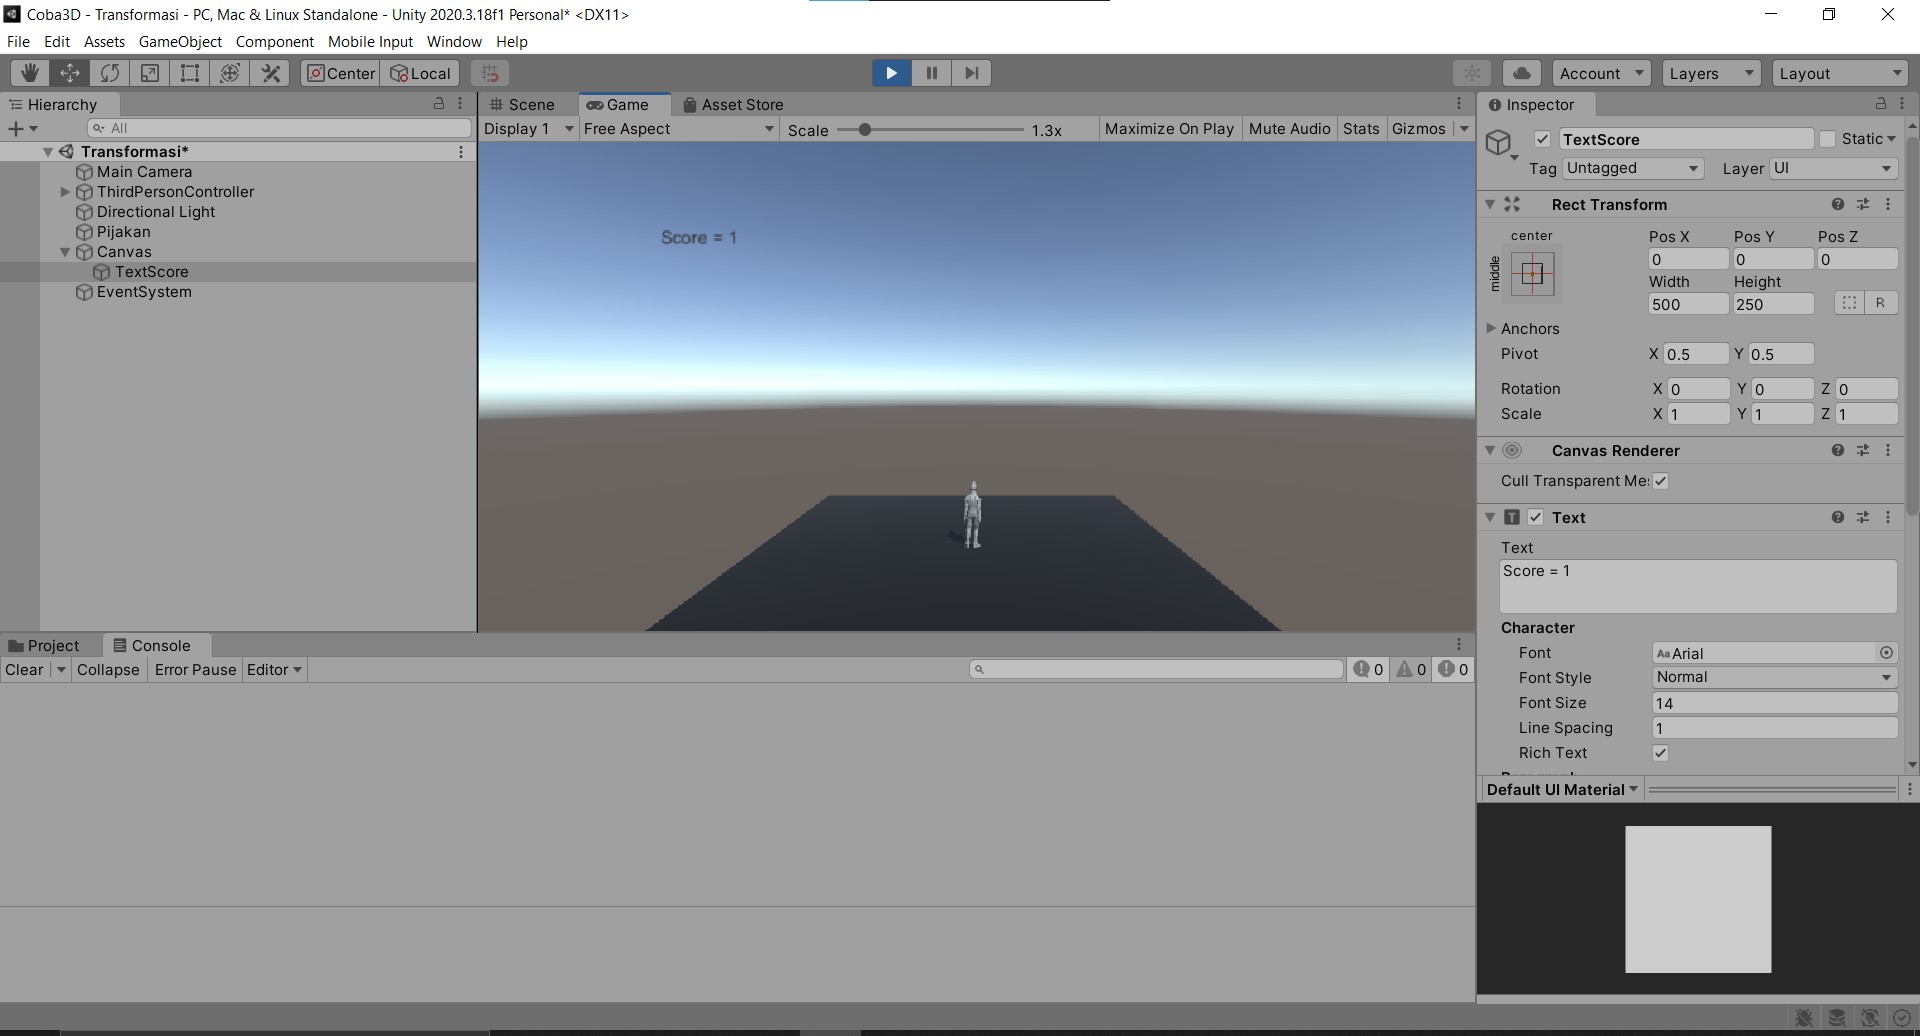 Coba3D - Transformasi - PC, Mac & Linux Standalone - Unity 2020.3.18f1 Personal* <DX11>
File Edit Assets GameObject Component Mobile Input Window Help
Center Local Account Layers Layout
Hierarchy
All
Transformasi*
Main Camera
ThirdPersonController
Directional Light
Pijakan
Canvas
TextScore
EventSystem
Scene Game Asset Store
Display 1 Free Aspect Scale 1.3x Maximize On Play Mute Audio Stats Gizmos
Score = 1
Project Console
Clear Collapse Error Pause Editor 0 0 0
Inspector
TextScore Static
Tag Untagged Layer UI
Rect Transform
center Pos X Pos Y Pos Z
middle 0 0 0
Width Height
500 250 R
Anchors
Pivot X 0.5 Y 0.5
Rotation X 0 Y 0 Z 0
Scale X 1 Y 1 Z 1
Canvas Renderer
Cull Transparent Me
Text
Text
Score = 1
Character
Font Aa Arial
Font Style Normal
Font Size 14
Line Spacing 1
Rich Text
Default UI Material